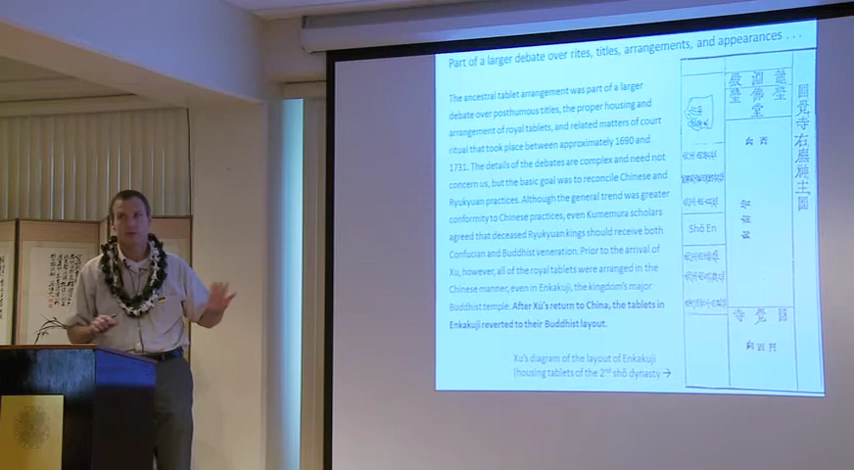 Part of a larger debate over rites, titles, arrangements, and appearances . . .
The ancestral tablet arrangement was part of a larger
debate over posthumous titles, the proper housing and
arrangement of royal tablets, and related matters of court
ritual that took place between approximately 1690 and
1731. The details of the debates are complex and need not
concern us, but the basic goal was to reconcile Chinese and
Ryukyuan practices. Although the general trend was greater
conformity to Chinese practices, even Kumemura scholars
agreed that deceased Ryukyuan kings should receive both
Confucian and Buddhist veneration. Prior to the arrival of
Xu, however, all of the royal tablets were arranged in the
Chinese manner, even in Enkakuji, the kingdom's major
Buddhist temple. After Xu's return to China, the tablets in
Enkakuji reverted to their Buddhist layout.
Xu's diagram of the layout of Enkakuji
(housing tablets of the 2nd shō dynasty →
圓覺寺右廟神主圖
佛堂
Shō En
圓覺寺